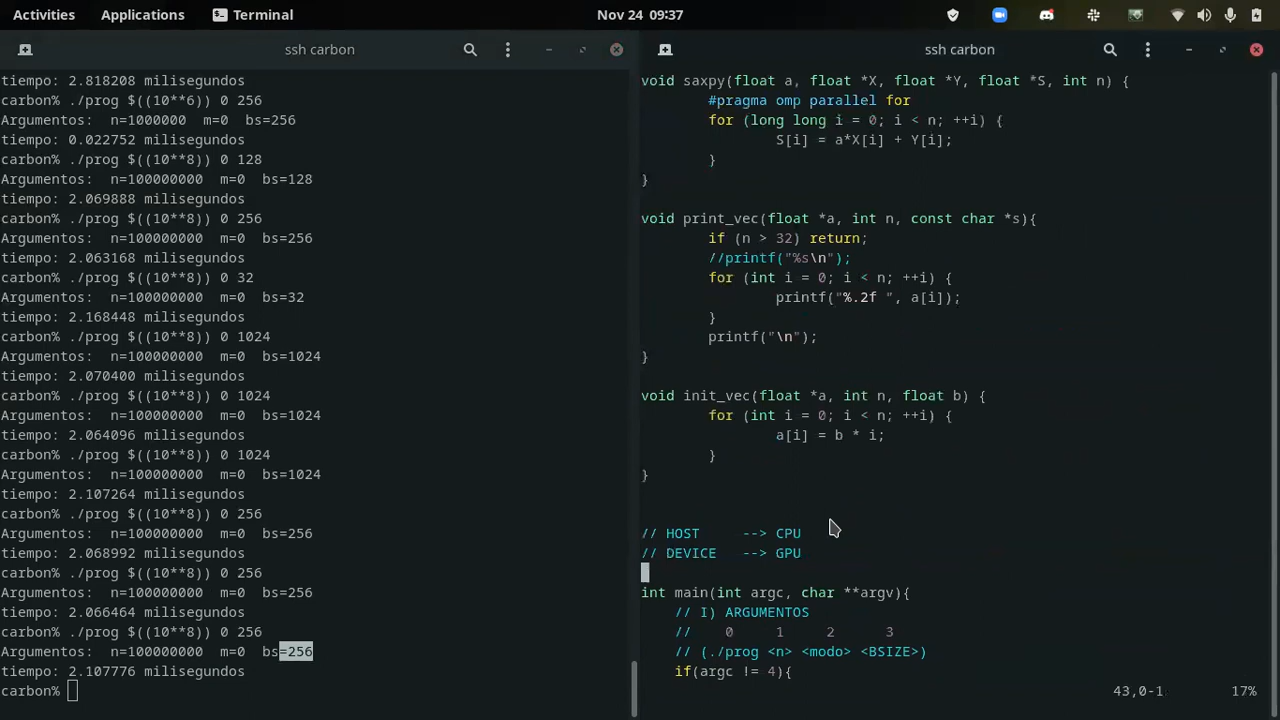 Activities Applications Terminal Nov 24 09:37
ssh carbon
tiempo: 2.818208 milisegundos
carbon% ./prog $((10**6)) 0 256
Argumentos:  n=1000000  m=0  bs=256
tiempo: 0.022752 milisegundos
carbon% ./prog $((10**8)) 0 128
Argumentos:  n=100000000  m=0  bs=128
tiempo: 2.069888 milisegundos
carbon% ./prog $((10**8)) 0 256
Argumentos:  n=100000000  m=0  bs=256
tiempo: 2.063168 milisegundos
carbon% ./prog $((10**8)) 0 32
Argumentos:  n=100000000  m=0  bs=32
tiempo: 2.168448 milisegundos
carbon% ./prog $((10**8)) 0 1024
Argumentos:  n=100000000  m=0  bs=1024
tiempo: 2.070400 milisegundos
carbon% ./prog $((10**8)) 0 1024
Argumentos:  n=100000000  m=0  bs=1024
tiempo: 2.064096 milisegundos
carbon% ./prog $((10**8)) 0 1024
Argumentos:  n=100000000  m=0  bs=1024
tiempo: 2.107264 milisegundos
carbon% ./prog $((10**8)) 0 256
Argumentos:  n=100000000  m=0  bs=256
tiempo: 2.068992 milisegundos
carbon% ./prog $((10**8)) 0 256
Argumentos:  n=100000000  m=0  bs=256
tiempo: 2.066464 milisegundos
carbon% ./prog $((10**8)) 0 256
Argumentos:  n=100000000  m=0  bs=256
tiempo: 2.107776 milisegundos
carbon%
ssh carbon
void saxpy(float a, float *X, float *Y, float *S, int n) {
        #pragma omp parallel for
        for (long long i = 0; i < n; ++i) {
                S[i] = a*X[i] + Y[i];
        }
}
void print_vec(float *a, int n, const char *s){
        if (n > 32) return;
        //printf("%s\n");
        for (int i = 0; i < n; ++i) {
                printf("%.2f ", a[i]);
        }
        printf("\n");
}
void init_vec(float *a, int n, float b) {
        for (int i = 0; i < n; ++i) {
                a[i] = b * i;
        }
}
// HOST     --> CPU
// DEVICE   --> GPU
int main(int argc, char **argv){
    // I) ARGUMENTOS
    //    0     1     2      3
    // (./prog <n> <modo> <BSIZE>)
    if(argc != 4){
43,0-1        17%